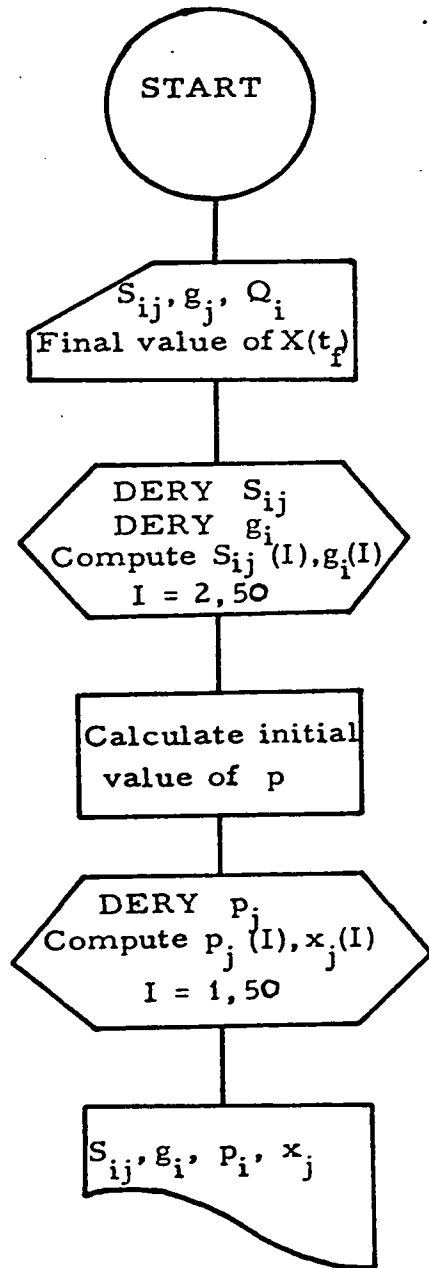 START
S_ij, g_j, Q_i
Final value of X(t_f)
DERY S_ij
DERY g_i
Compute S_ij (I), g_i(I)
I = 2, 50
Calculate initial
value of p
DERY p_j
Compute p_j (I), x_j(I)
I = 1, 50
S_ij, g_i, p_i, x_j